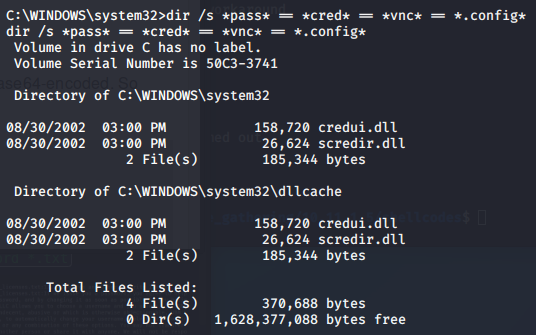 C:\WINDOWS\system32>dir /s *pass* == *cred* == *vnc* == *.config*
dir /s *pass* == *cred* == *vnc* == *.config*
Volume in drive C has no label.
Volume Serial Number is 50C3-3741
Directory of C:\WINDOWS\system32
08/30/2002 03:00 PM 158,720 credui.dll
08/30/2002 03:00 PM 26,624 scredir.dll
2 File(s) 185,344 bytes
Directory of C:\WINDOWS\system32\dllcache
08/30/2002 03:00 PM 158,720 credui.dll
08/30/2002 03:00 PM 26,624 scredir.dll
2 File(s) 185,344 bytes
Total Files Listed:
4 File(s) 370,688 bytes
0 Dir(s) 1,628,377,088 bytes free